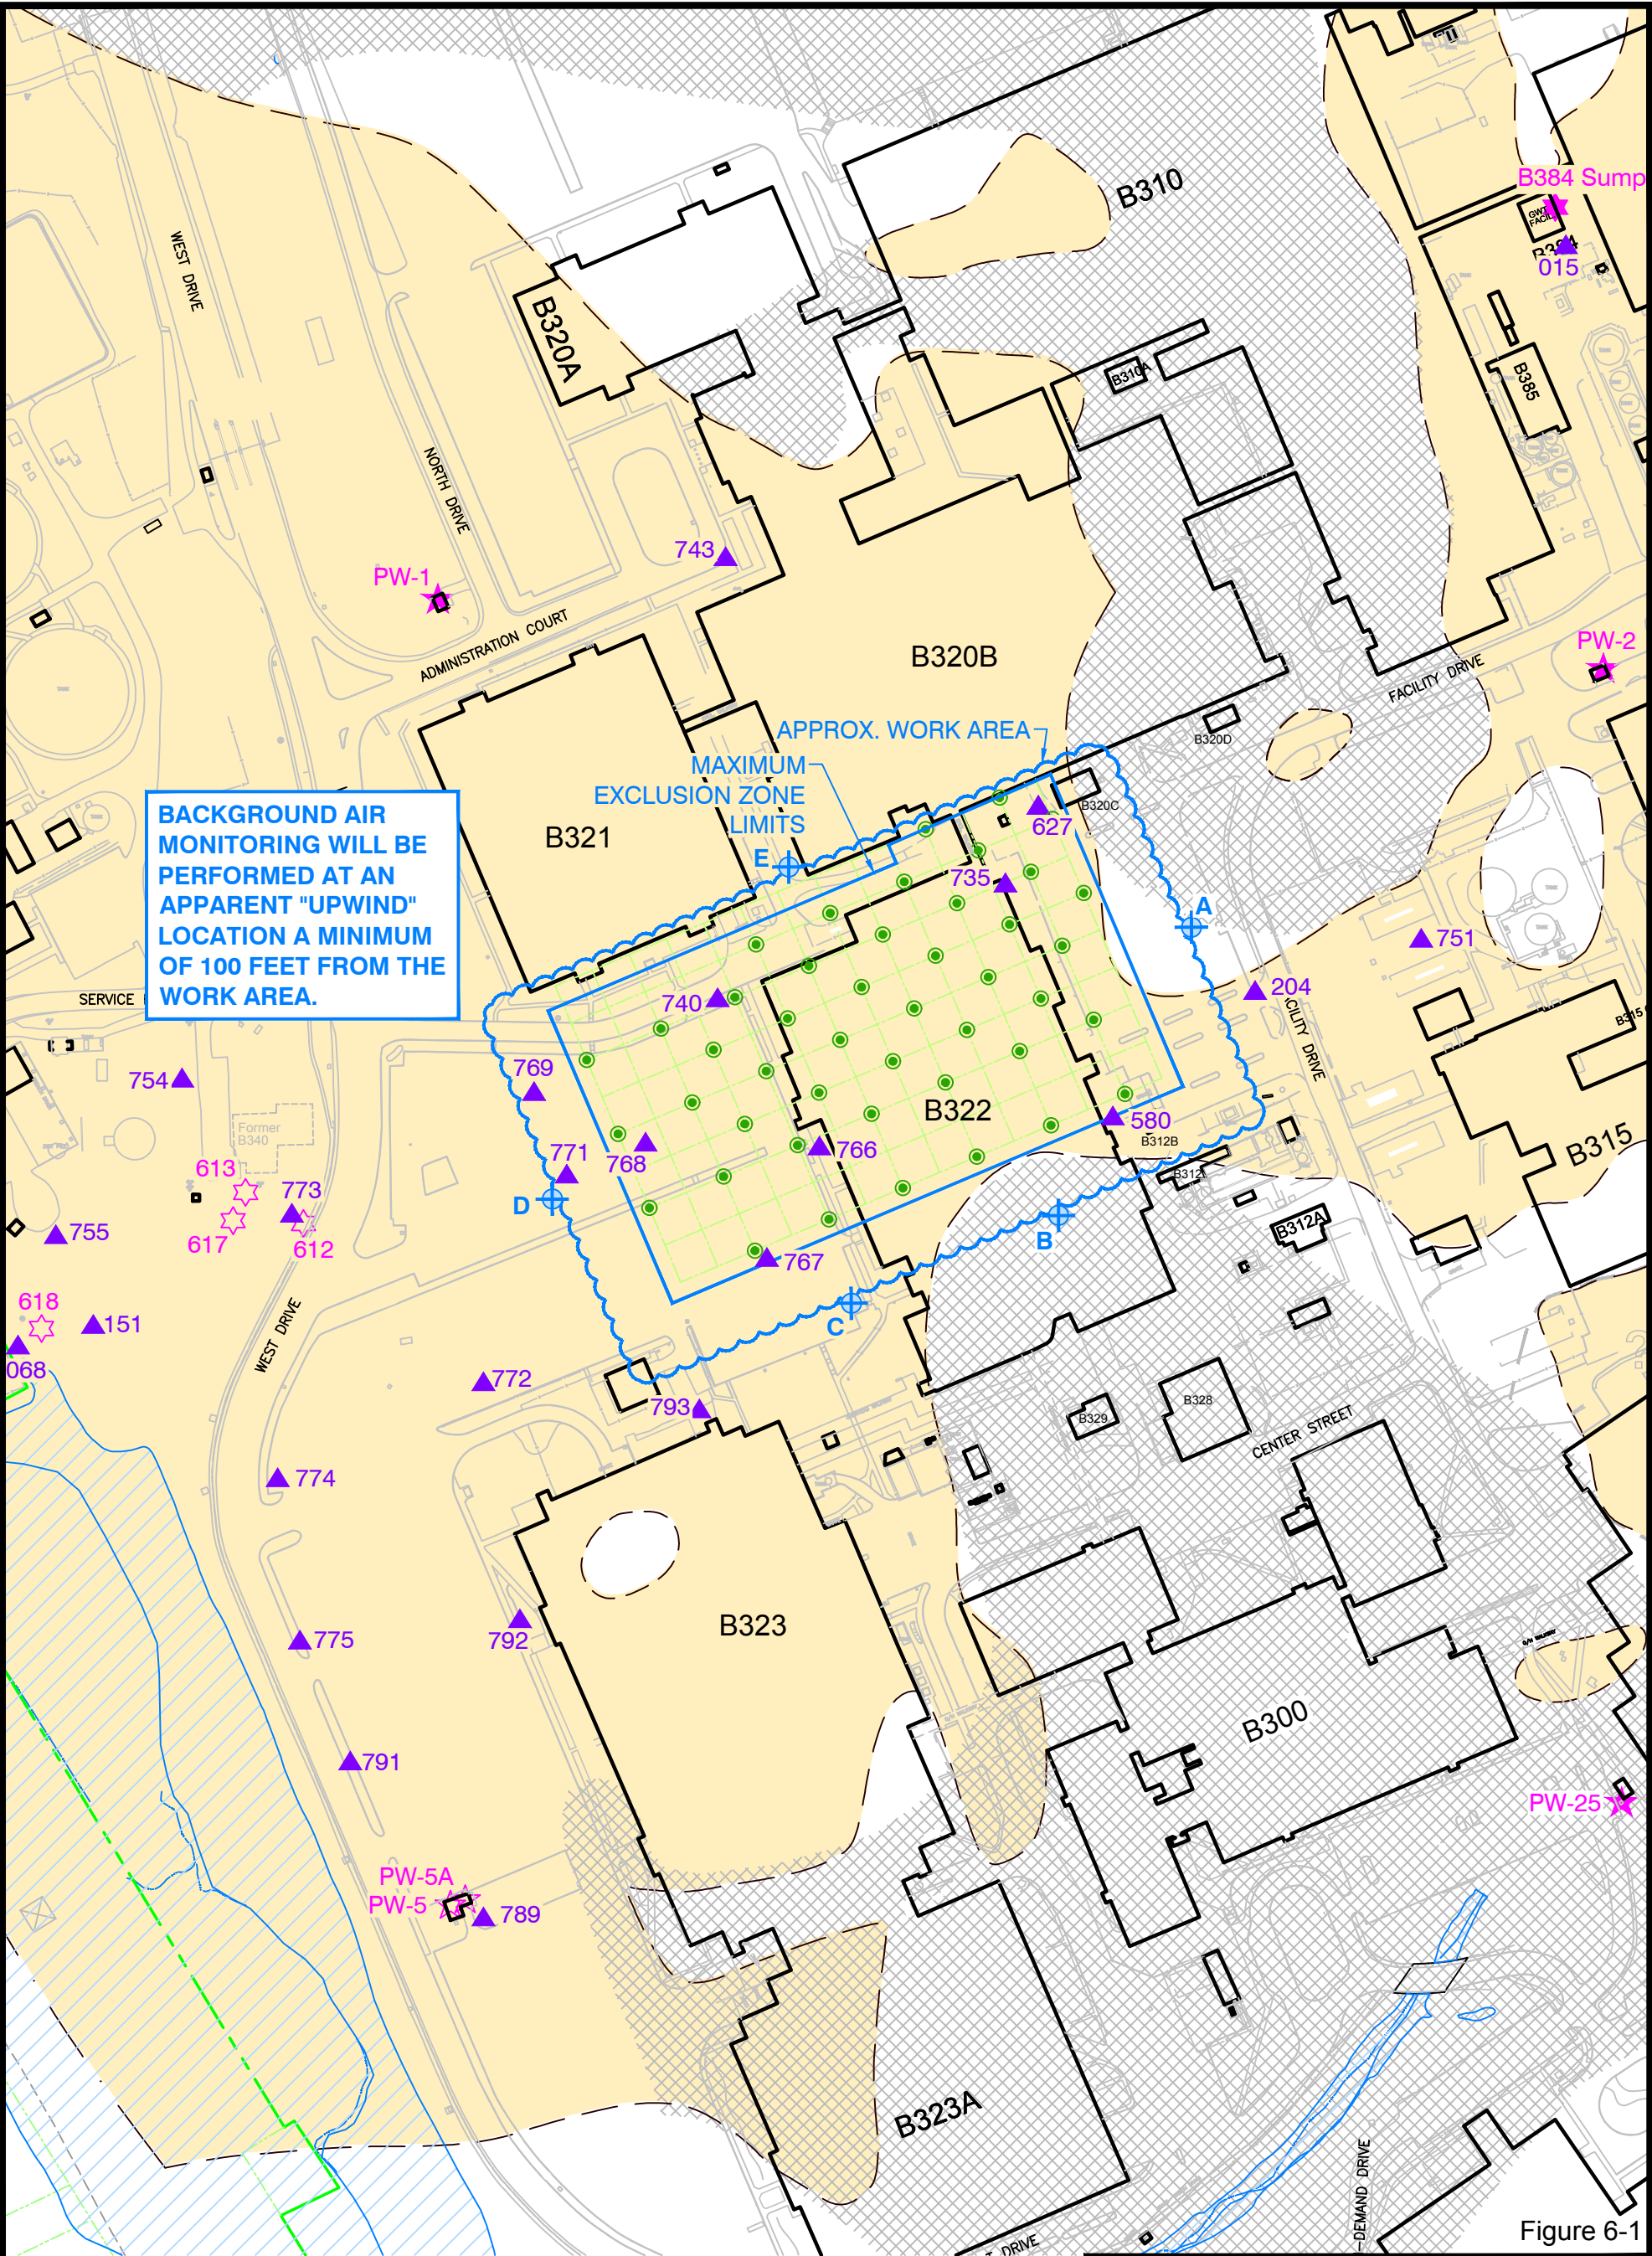 B310
B384 Sump
GWT
015
WEST DRIVE
B320A
B310A
B385
NORTH DRIVE
743
PW-1
ADMINISTRATION COURT
B320B
PW-2
FACILITY DRIVE
B320D
APPROX. WORK AREA
MAXIMUM
EXCLUSION ZONE
LIMITS
B320C
627
BACKGROUND AIR
MONITORING WILL BE
PERFORMED AT AN
APPARENT "UPWIND"
LOCATION A MINIMUM
OF 100 FEET FROM THE
WORK AREA.
B321
E
735
A
751
SERVICE
740
204
B315
754
769
B322
580
B312B
Former
B340
613
771
768
766
B315
773
B312
D
755
617
612
B
B312A
767
618
151
C
068
WEST DRIVE
772
793
B329
B328
CENTER STREET
774
792
B323
775
B300
791
PW-25
PW-5A
PW-5
789
B323A
DEMAND DRIVE
DRIVE
Figure 6-1